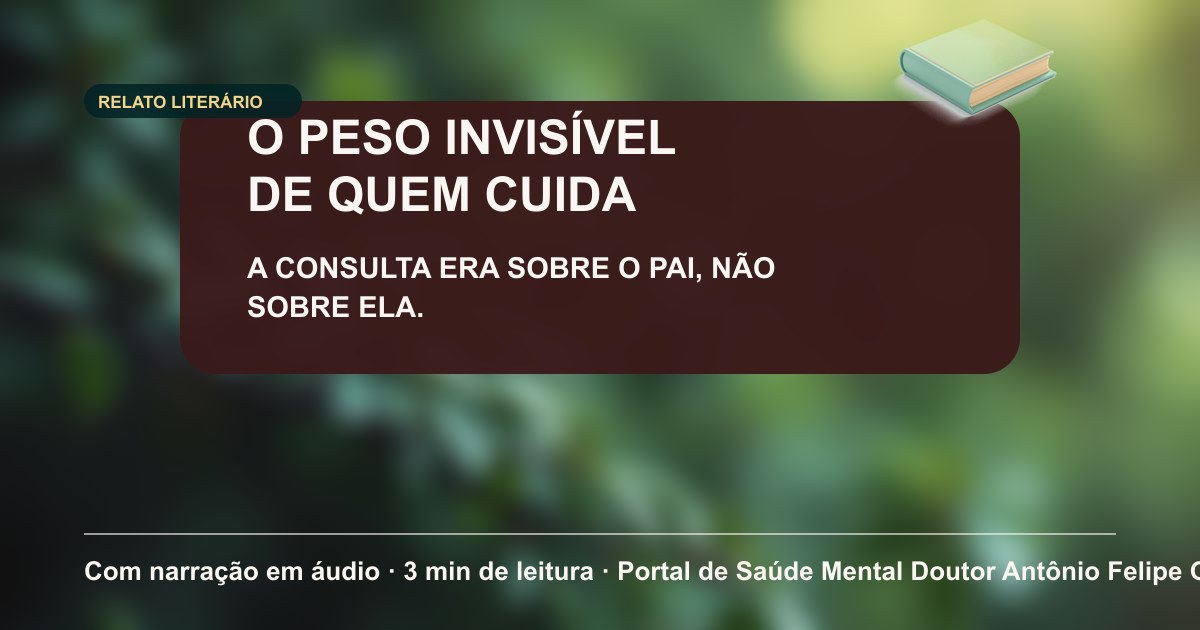 RELATO LITERÁRIO
O PESO INVISÍVEL
DE QUEM CUIDA
A CONSULTA ERA SOBRE O PAI, NÃO
SOBRE ELA.
Com narração em áudio · 3 min de leitura · Portal de Saúde Mental Doutor Antônio Felipe